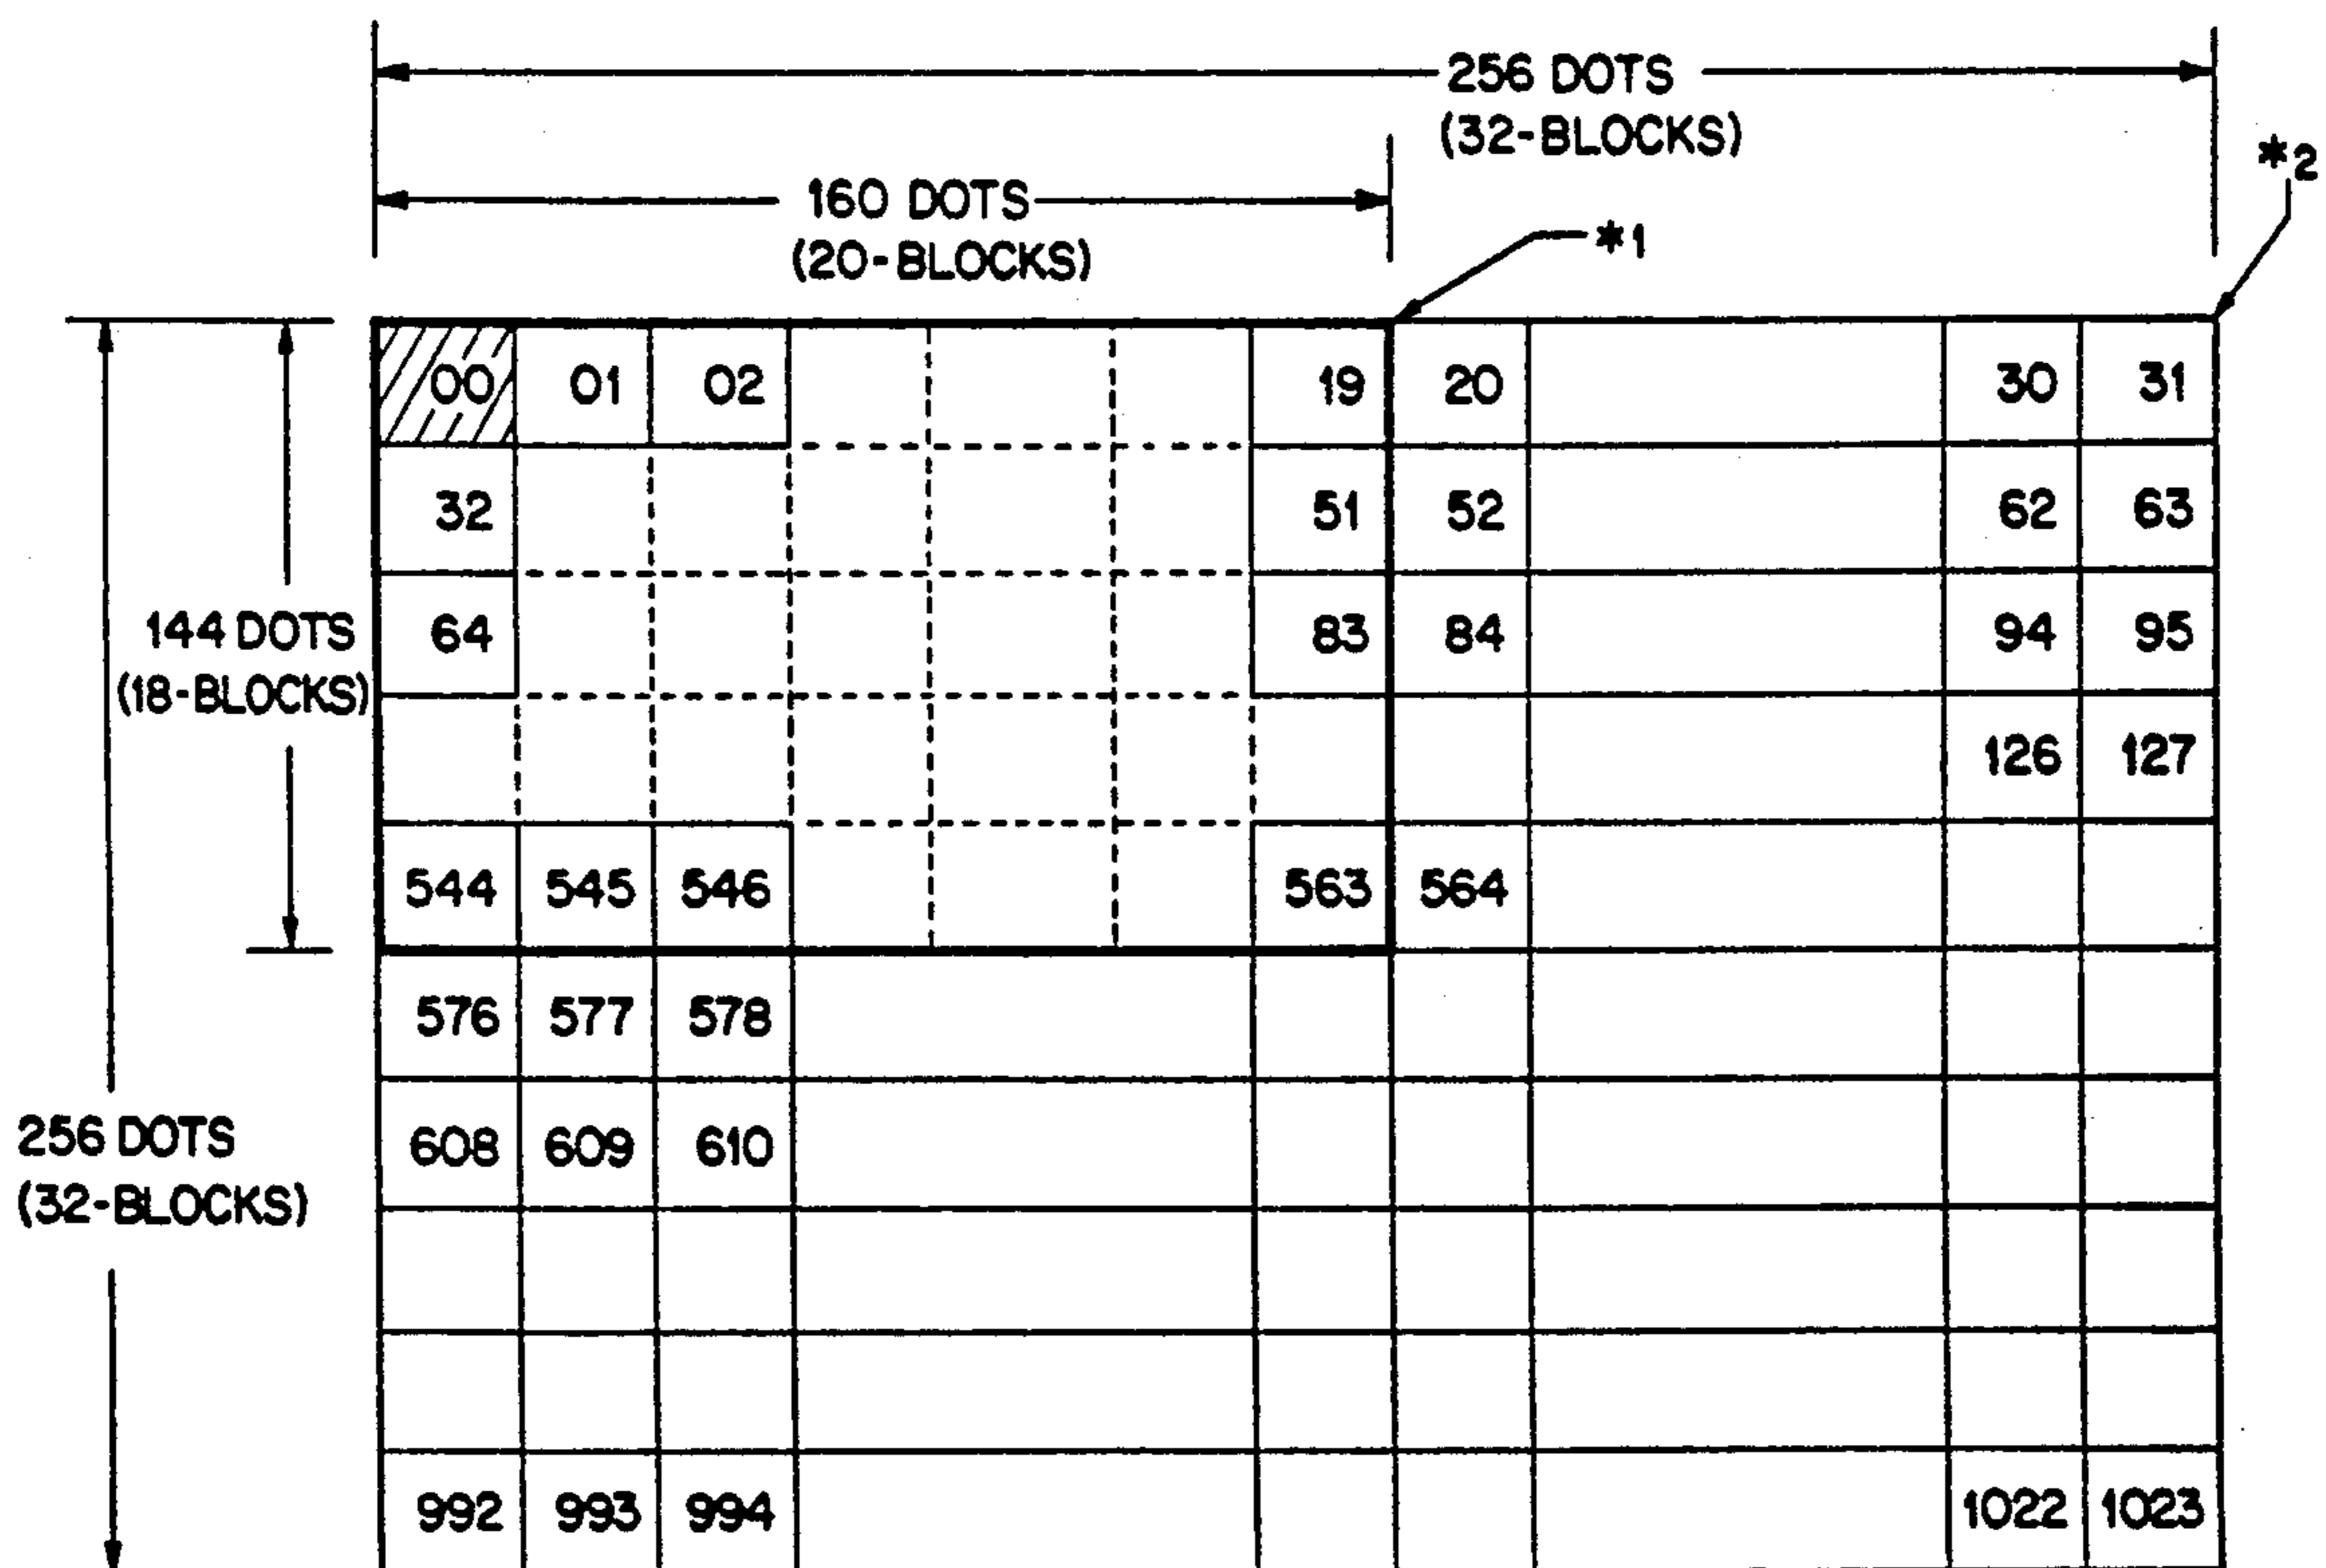 256 DOTS
(32-BLOCKS)
*2
160 DOTS
(20-BLOCKS)
*1
00 01 02 19 20 30 31
32 51 52 62 63
144 DOTS
(18-BLOCKS)
64 83 84 94 95
126 127
544 545 546 563 564
576 577 578
256 DOTS
(32-BLOCKS)
608 609 610
992 993 994 1022 1023